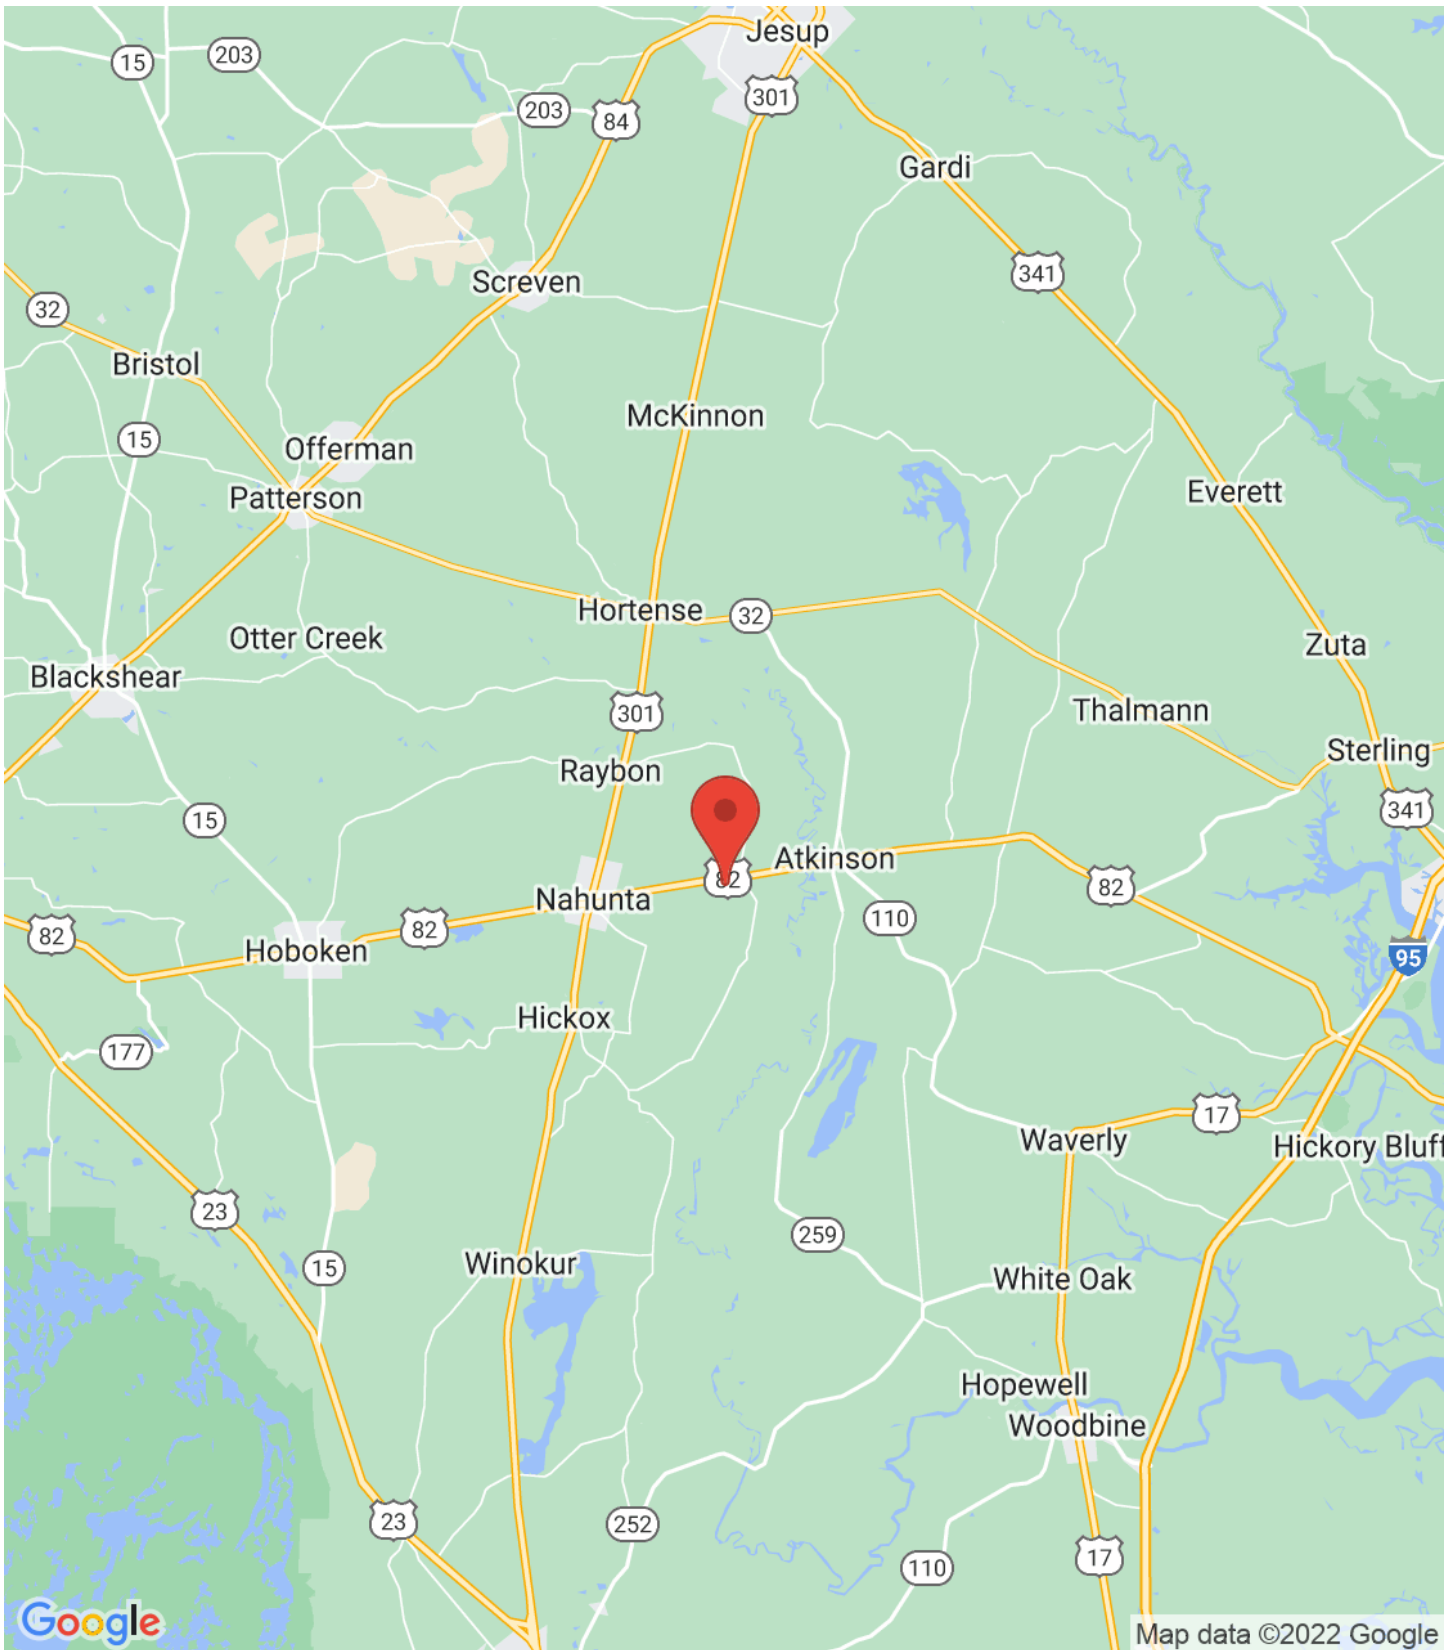 Jesup
15
203
203
84
301
Gardi
341
Screven
32
Bristol
McKinnon
15
Offerman
Patterson
Everett
Hortense
32
Otter Creek
Zuta
Blackshear
301
Thalmann
Sterling
Raybon
341
15
Atkinson
82
82
Nahunta
110
82
82
Hoboken
95
Hickox
177
17
Waverly
Hickory Bluff
23
259
Winokur
15
White Oak
Hopewell
Woodbine
23
252
17
110
Google
Map data ©2022 Google